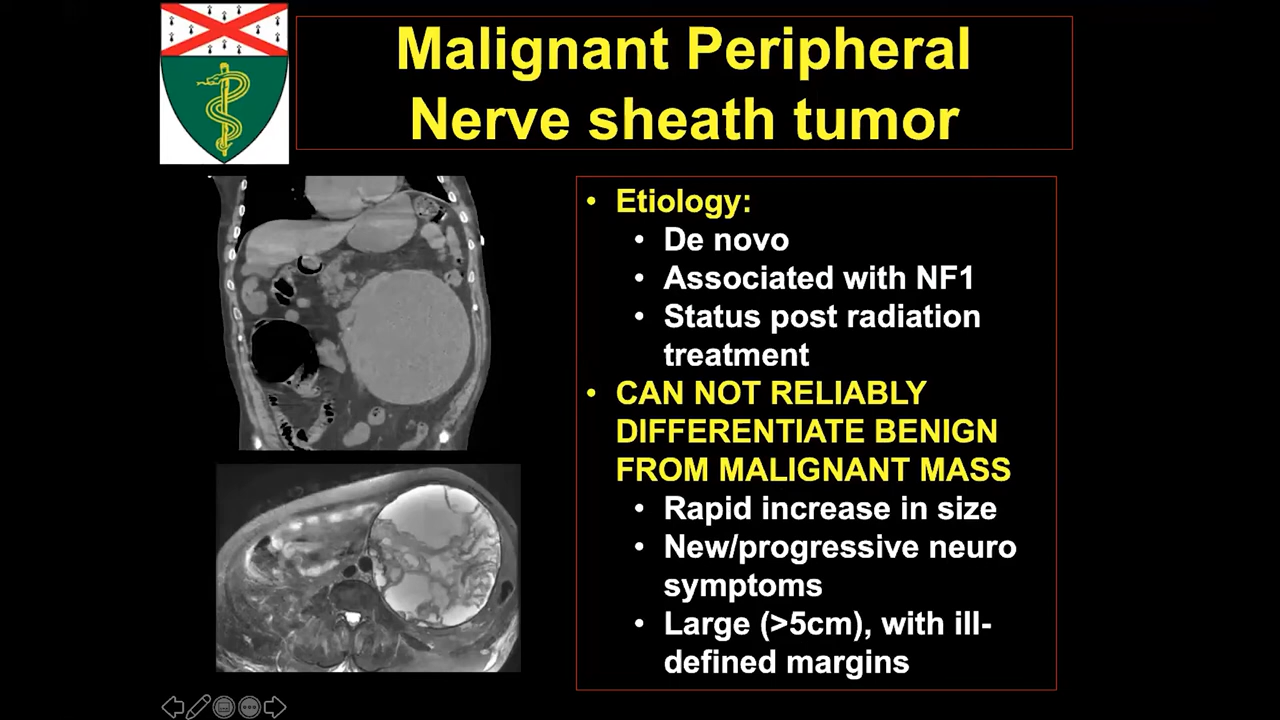 Malignant Peripheral
Nerve sheath tumor
• Etiology:
• De novo
• Associated with NF1
• Status post radiation
treatment
• CAN NOT RELIABLY
DIFFERENTIATE BENIGN
FROM MALIGNANT MASS
• Rapid increase in size
• New/progressive neuro
symptoms
• Large (>5cm), with ill-
defined margins